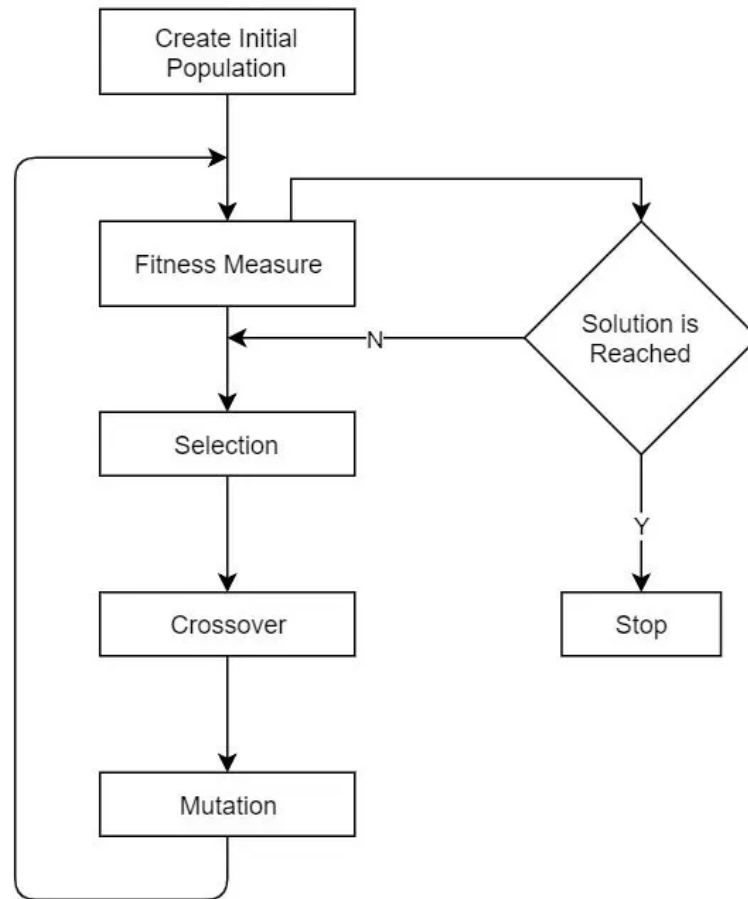 Create Initial
Population
Fitness Measure
Solution is
Reached
N
Selection
Y
Crossover
Stop
Mutation